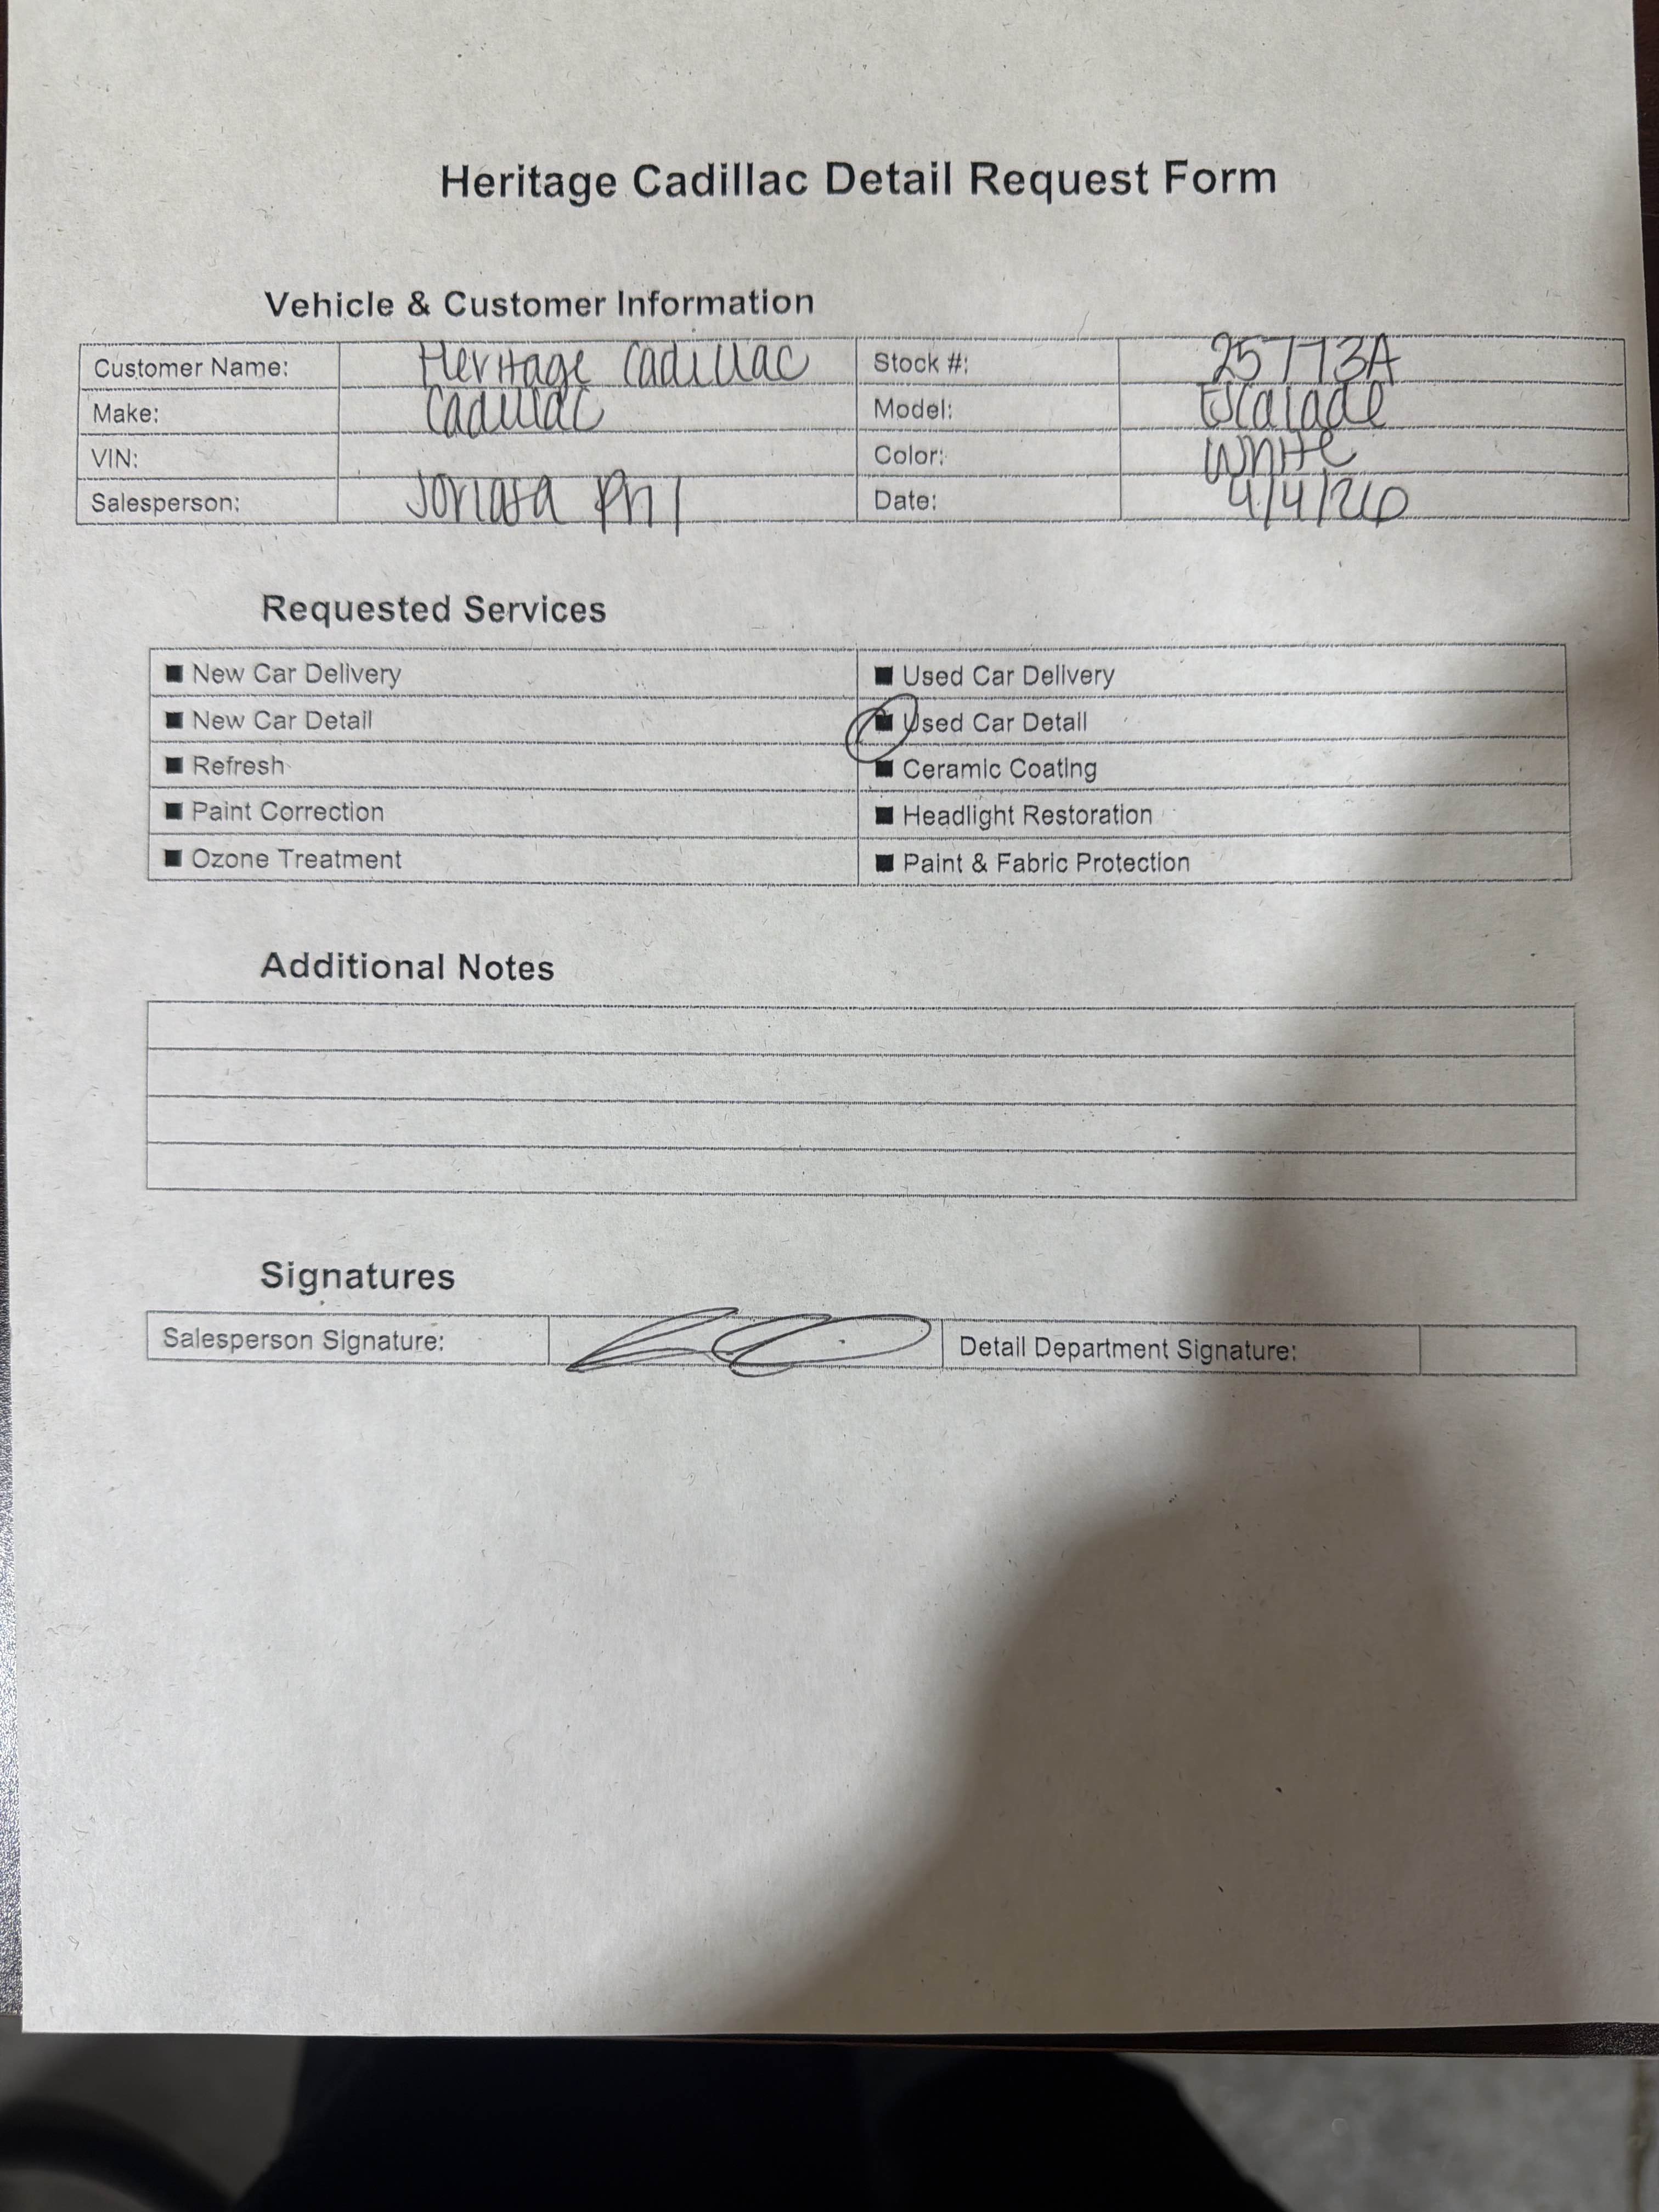 Heritage Cadillac Detail Request Form
Vehicle & Customer Information
Customer Name: Heritage Cadillac Stock #: 25773A
Make: Cadillac Model: Escalade
VIN: Color: White
Salesperson: Date: 4/4/26
Requested Services
■ New Car Delivery ■ Used Car Delivery
■ New Car Detail ■ Used Car Detail
■ Refresh ■ Ceramic Coating
■ Paint Correction ■ Headlight Restoration
■ Ozone Treatment ■ Paint & Fabric Protection
Additional Notes
Signatures
Salesperson Signature: Detail Department Signature: